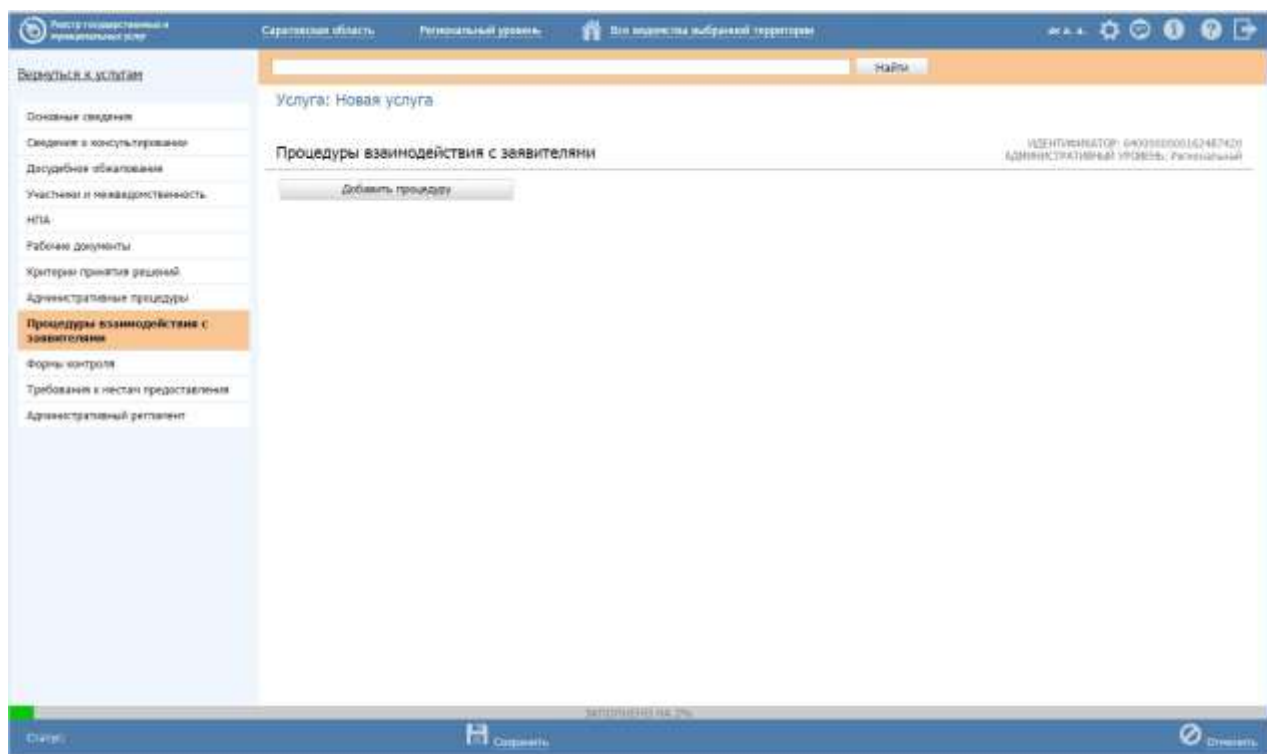 Реестр государственных и
муниципальных услуг
Саратовская область
Региональный уровень
Все ведомства выбранной территории
Вернуться к услугам
Найти
Услуга: Новая услуга
Процедуры взаимодействия с заявителями
ИДЕНТИФИКАТОР:
АДМИНИСТРАТИВНЫЙ УРОВЕНЬ: Региональный
Добавить процедуру
Основные сведения
Сведения о консультировании
Досудебное обжалование
Участники и межведомственность
НПА
Рабочие документы
Критерии принятия решений
Административные процедуры
Процедуры взаимодействия с
заявителями
Формы контроля
Требования к местам предоставления
Административный регламент
ЗАПОЛНЕНО НА 2%
Статус:
Сохранить
Отменить